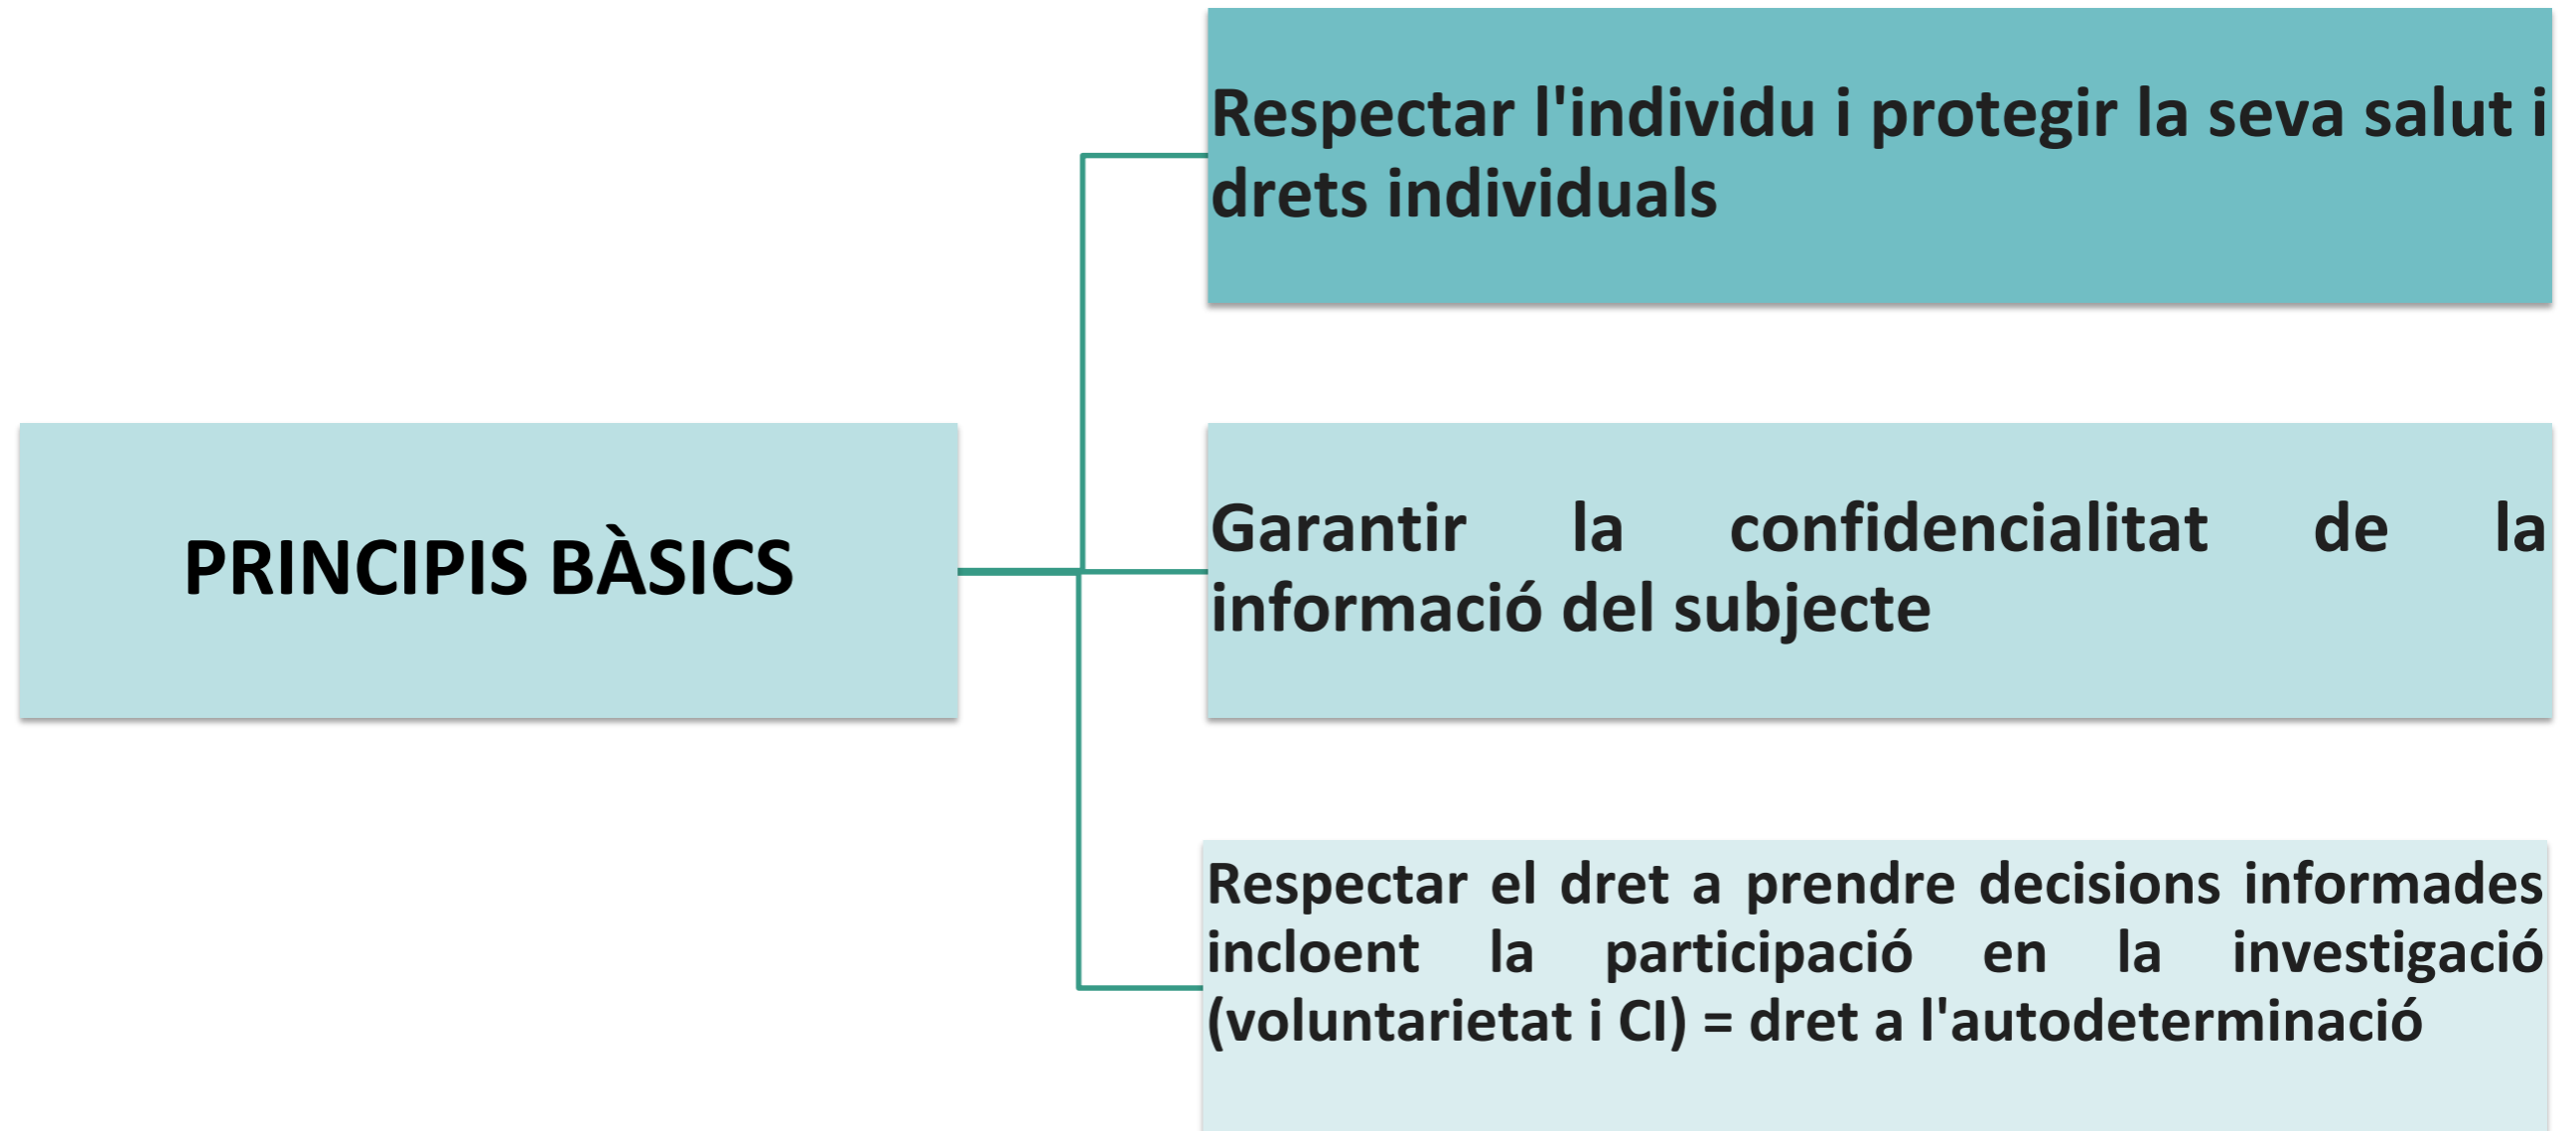 Respectar l'individu i protegir la seva salut i
drets individuals
PRINCIPIS BÀSICS
Garantir la confidencialitat de la
informació del subjecte
Respectar el dret a prendre decisions informades
incloent la participació en la investigació
(voluntarietat i CI) = dret a l'autodeterminació